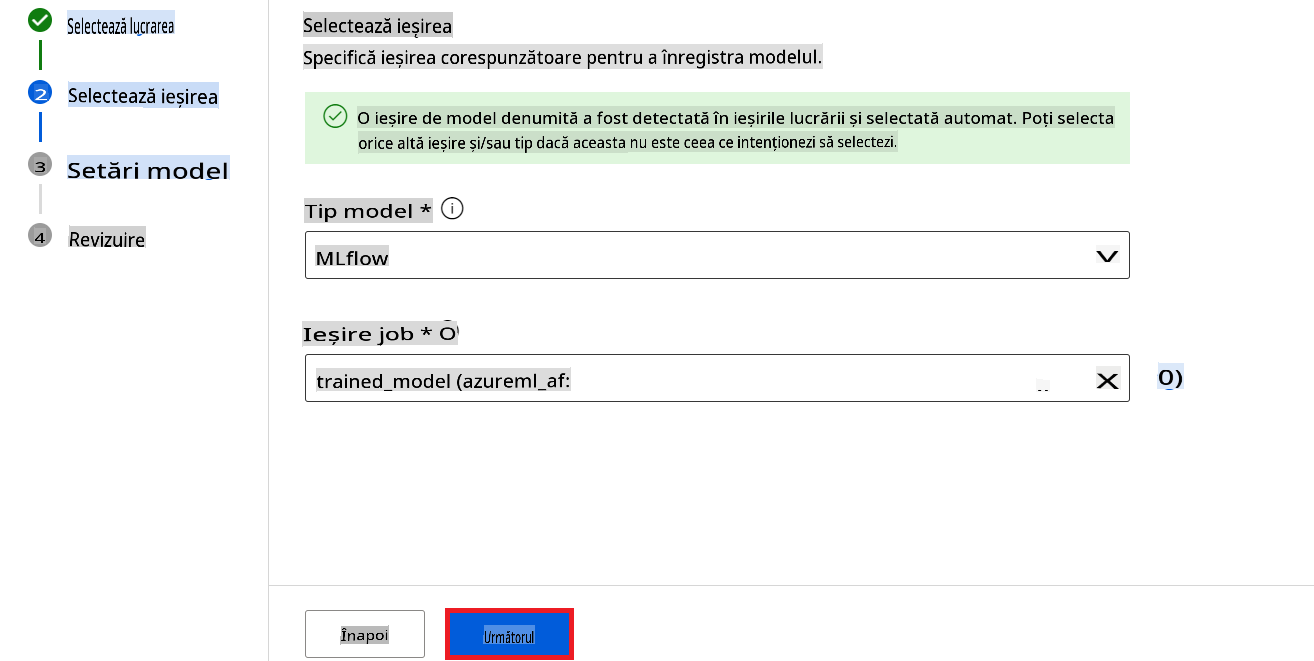 Selectează lucrarea
2 Selectează ieșirea
3 Setări model
4 Revizuire
Selectează ieșirea
Specifică ieșirea corespunzătoare pentru a înregistra modelul.
O ieșire de model denumită a fost detectată în ieșirile lucrării și selectată automat. Poți selecta
orice altă ieșire și/sau tip dacă aceasta nu este ceea ce intenționezi să selectezi.
Tip model *
MLflow
Ieșire job * O
trained_model (azureml_af:
O)
Înapoi
Următorul